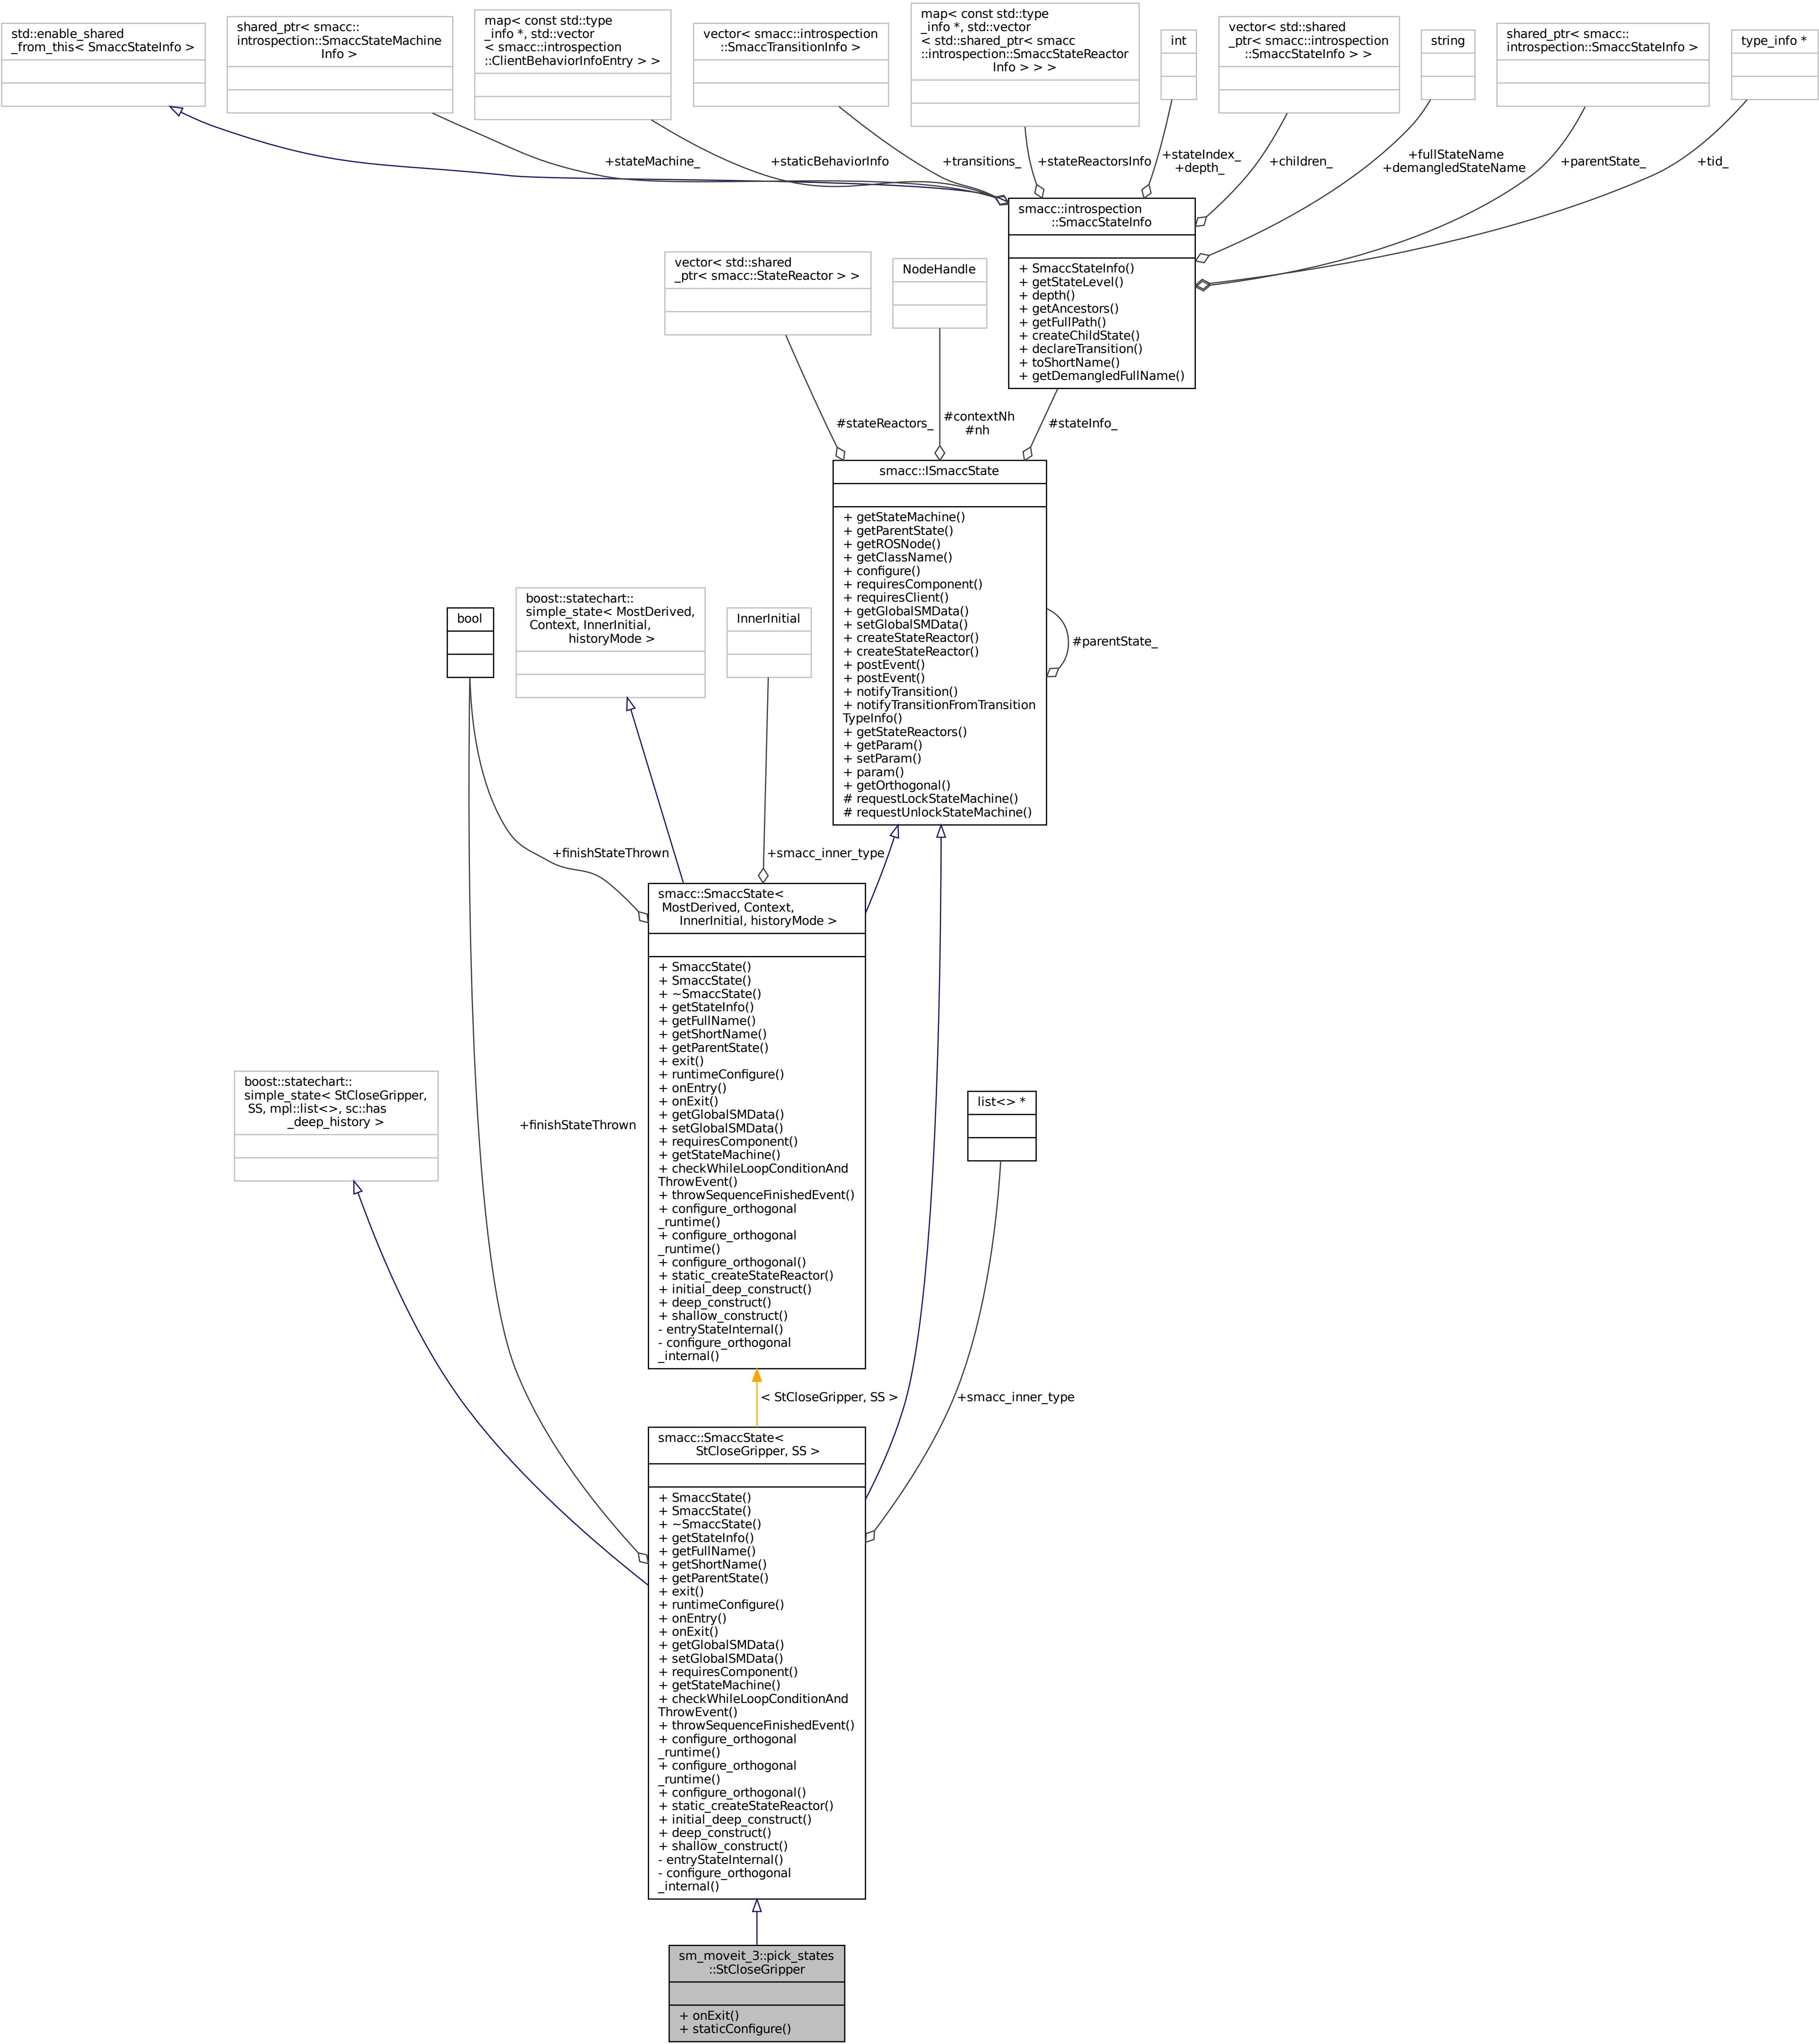 std::enable_shared
_from_this< SmaccStateInfo >
shared_ptr< smacc::
introspection::SmaccStateMachine
Info >
map< const std::type
_info *, std::vector
< smacc::introspection
::ClientBehaviorInfoEntry > >
vector< smacc::introspection
::SmaccTransitionInfo >
map< const std::type
_info *, std::vector
< std::shared_ptr< smacc
::introspection::SmaccStateReactor
Info > > >
int
vector< std::shared
_ptr< smacc::introspection
::SmaccStateInfo > >
string
shared_ptr< smacc::
introspection::SmaccStateInfo >
type_info *
+stateMachine_
+staticBehaviorInfo
+transitions_
+stateReactorsInfo
+stateIndex_
+depth_
+children_
+fullStateName
+demangledStateName
+parentState_
+tid_
smacc::introspection
::SmaccStateInfo
+ SmaccStateInfo()
+ getStateLevel()
+ depth()
+ getAncestors()
+ getFullPath()
+ createChildState()
+ declareTransition()
+ toShortName()
+ getDemangledFullName()
vector< std::shared
_ptr< smacc::StateReactor > >
NodeHandle
#stateReactors_
#contextNh
#nh
#stateInfo_
smacc::ISmaccState
+ getStateMachine()
+ getParentState()
+ getROSNode()
+ getClassName()
+ configure()
+ requiresComponent()
+ requiresClient()
+ getGlobalSMData()
+ setGlobalSMData()
+ createStateReactor()
+ createStateReactor()
+ postEvent()
+ postEvent()
+ notifyTransition()
+ notifyTransitionFromTransition
TypeInfo()
+ getStateReactors()
+ getParam()
+ setParam()
+ param()
+ getOrthogonal()
# requestLockStateMachine()
# requestUnlockStateMachine()
#parentState_
bool
boost::statechart::
simple_state< MostDerived,
Context, InnerInitial,
historyMode >
InnerInitial
+finishStateThrown
+smacc_inner_type
smacc::SmaccState<
MostDerived, Context,
InnerInitial, historyMode >
+ SmaccState()
+ SmaccState()
+ ~SmaccState()
+ getStateInfo()
+ getFullName()
+ getShortName()
+ getParentState()
+ exit()
+ runtimeConfigure()
+ onEntry()
+ onExit()
+ getGlobalSMData()
+ setGlobalSMData()
+ requiresComponent()
+ getStateMachine()
+ checkWhileLoopConditionAnd
ThrowEvent()
+ throwSequenceFinishedEvent()
+ configure_orthogonal
_runtime()
+ configure_orthogonal
_runtime()
+ configure_orthogonal()
+ static_createStateReactor()
+ initial_deep_construct()
+ deep_construct()
+ shallow_construct()
- entryStateInternal()
- configure_orthogonal
_internal()
boost::statechart::
simple_state< StCloseGripper,
SS, mpl::list<>, sc::has
_deep_history >
+finishStateThrown
list<> *
< StCloseGripper, SS >
+smacc_inner_type
smacc::SmaccState<
StCloseGripper, SS >
+ SmaccState()
+ SmaccState()
+ ~SmaccState()
+ getStateInfo()
+ getFullName()
+ getShortName()
+ getParentState()
+ exit()
+ runtimeConfigure()
+ onEntry()
+ onExit()
+ getGlobalSMData()
+ setGlobalSMData()
+ requiresComponent()
+ getStateMachine()
+ checkWhileLoopConditionAnd
ThrowEvent()
+ throwSequenceFinishedEvent()
+ configure_orthogonal
_runtime()
+ configure_orthogonal
_runtime()
+ configure_orthogonal()
+ static_createStateReactor()
+ initial_deep_construct()
+ deep_construct()
+ shallow_construct()
- entryStateInternal()
- configure_orthogonal
_internal()
sm_moveit_3::pick_states
::StCloseGripper
+ onExit()
+ staticConfigure()